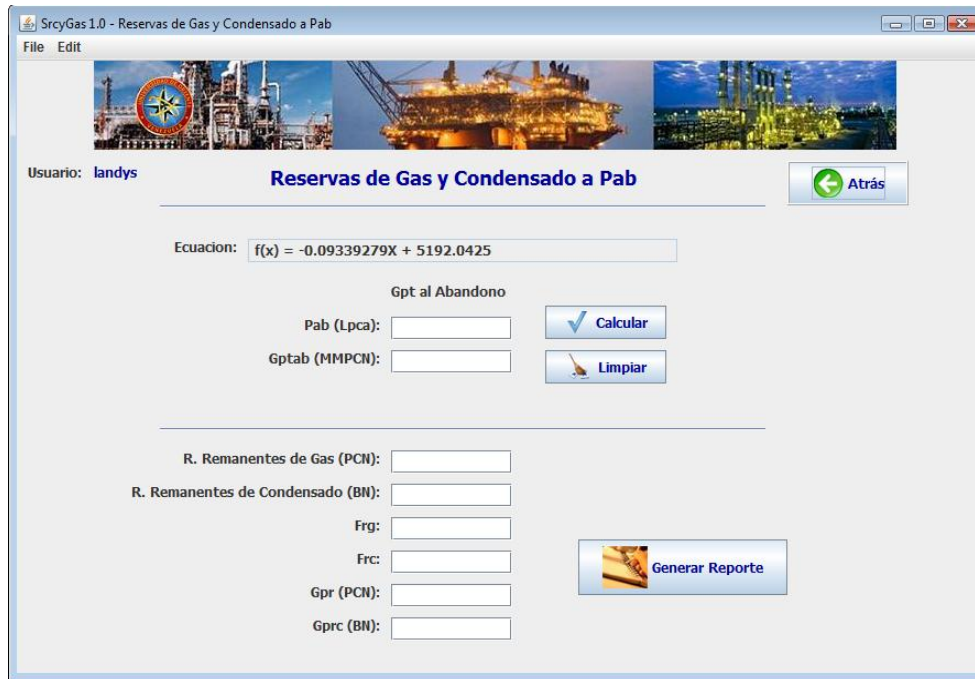 SrcyGas 1.0 - Reservas de Gas y Condensado a Pab
File Edit
Usuario: landys
Reservas de Gas y Condensado a Pab
Atrás
Ecuacion: f(x) = -0.09339279X + 5192.0425
Gpt al Abandono
Pab (Lpca):
Calcular
Gptab (MMPCN):
Limpiar
R. Remanentes de Gas (PCN):
R. Remanentes de Condensado (BN):
Frg:
Frc:
Generar Reporte
Gpr (PCN):
Gprc (BN):